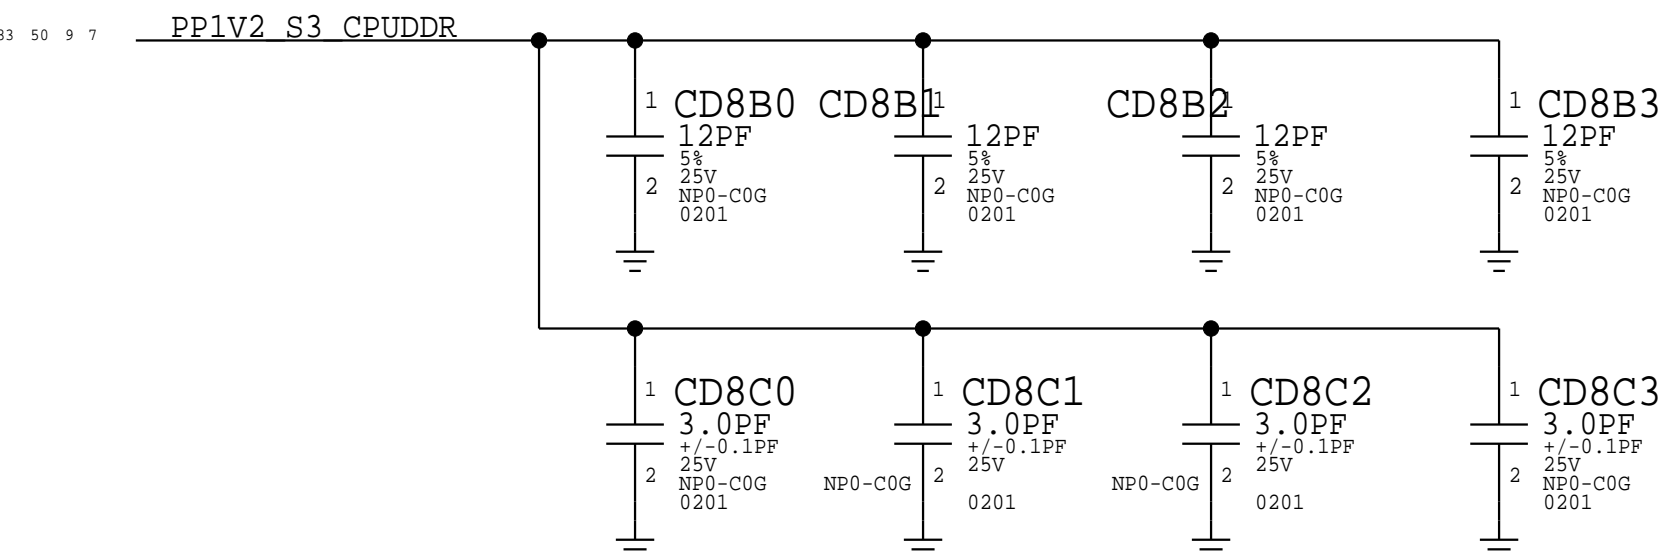 33 50 9 7 PP1V2_S3_CPUDDR
1 CD8B0 CD8B1 1 CD8B2 1 1 CD8B3
12PF 12PF 12PF 12PF
5% 5% 5% 5%
25V 25V 25V 25V
2 2 2 2
NP0-C0G NP0-C0G NP0-C0G NP0-C0G
0201 0201 0201 0201
1 CD8C0 1 CD8C1 1 CD8C2 1 CD8C3
3.0PF 3.0PF 3.0PF 3.0PF
+/-0.1PF +/-0.1PF +/-0.1PF +/-0.1PF
25V 25V 25V 25V
2 2 2 2
NP0-C0G NP0-C0G NP0-C0G NP0-C0G
0201 0201 0201 0201